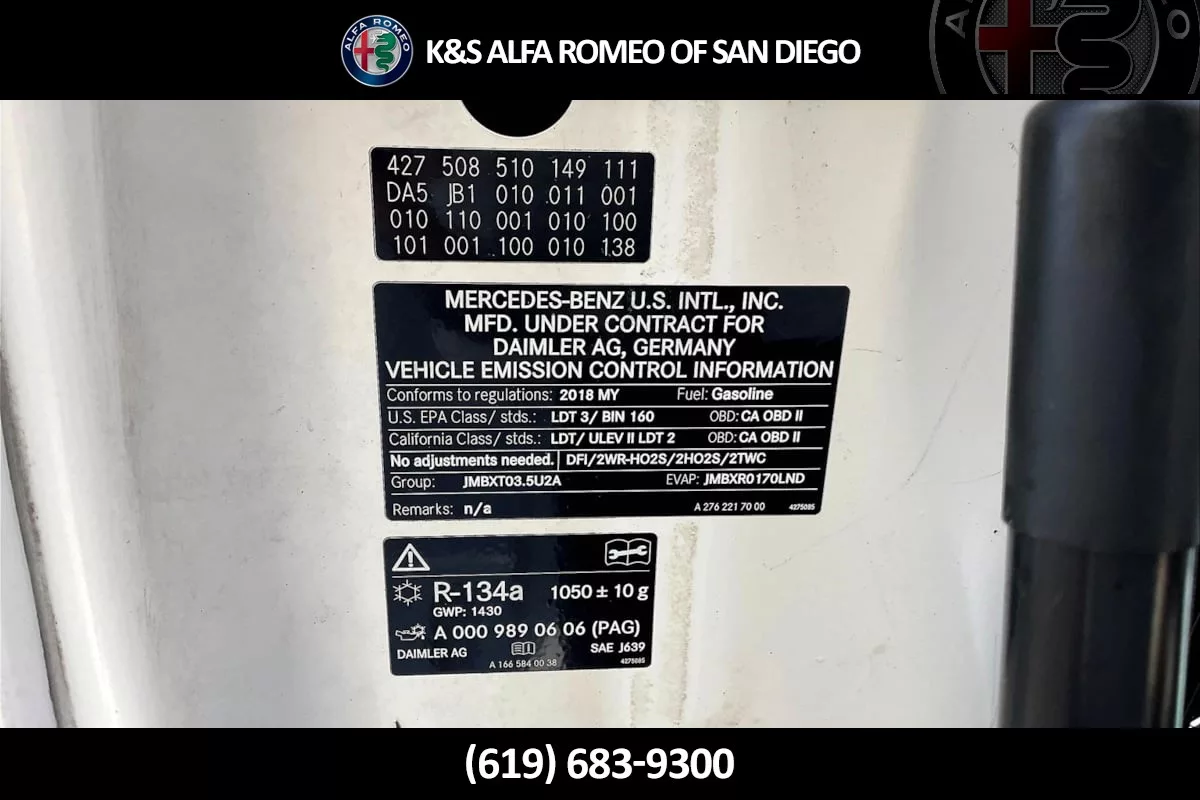 ALFA ROMEO
K&S ALFA ROMEO OF SAN DIEGO
427 508 510 149 111
DA5 JB1 010 011 001
010 110 001 010 100
101 001 100 010 138
MERCEDES-BENZ U.S. INTL., INC.
MFD. UNDER CONTRACT FOR
DAIMLER AG, GERMANY
VEHICLE EMISSION CONTROL INFORMATION
Conforms to regulations: 2018 MY Fuel: Gasoline
U.S. EPA Class/ stds.: LDT 3/ BIN 160 OBD: CA OBD II
California Class/ stds.: LDT/ ULEV II LDT 2 OBD: CA OBD II
No adjustments needed. DFI/2WR-HO2S/2HO2S/2TWC
Group: JMBXT03.5U2A EVAP: JMBXR0170LND
Remarks: n/a A 276 221 70 00 4275085
R-134a 1050 ± 10 g
GWP: 1430
A 000 989 06 06 (PAG)
DAIMLER AG SAE J639
A 166 584 00 38 4275085
(619) 683-9300